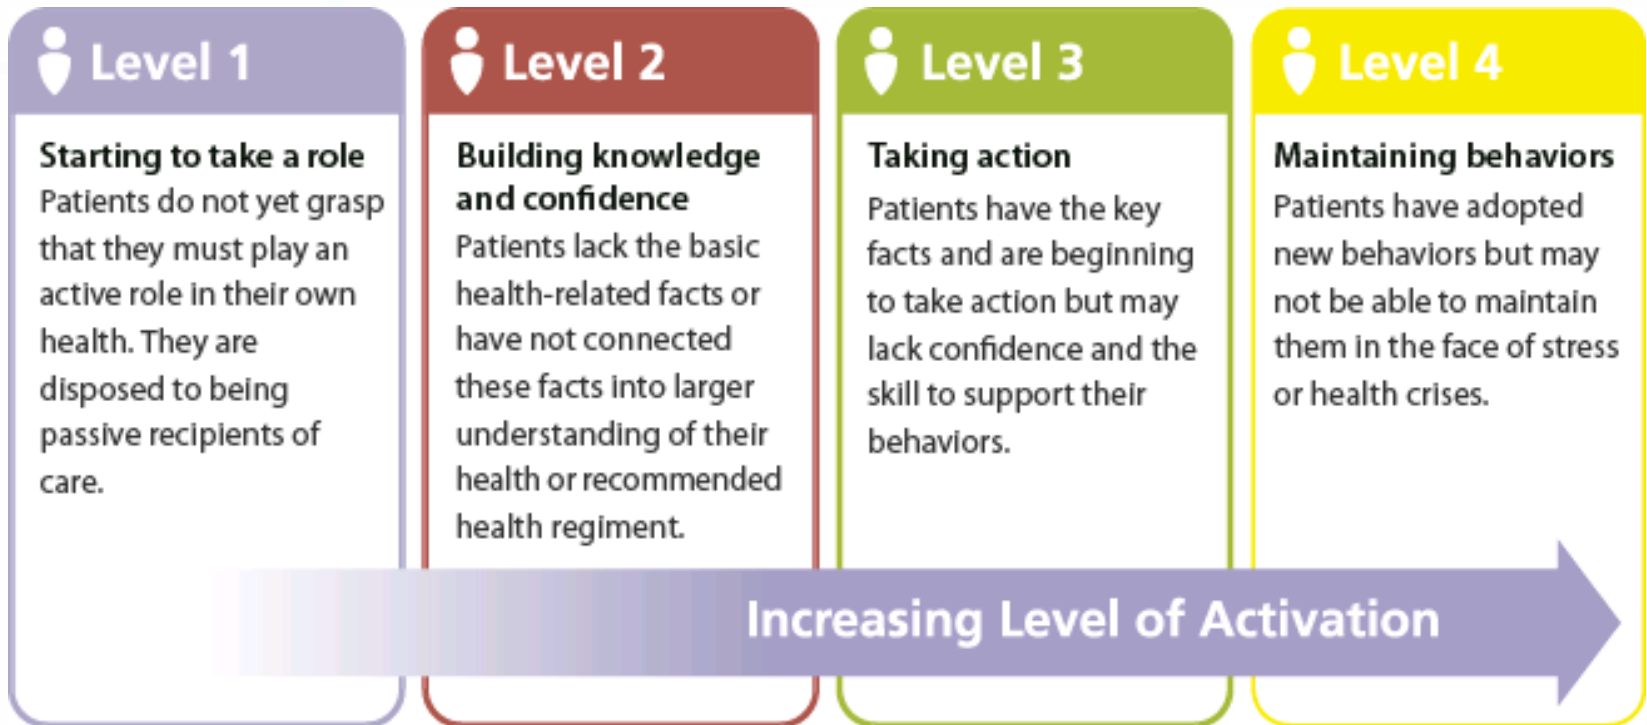 Level 1
Starting to take a role
Patients do not yet grasp
that they must play an
active role in their own
health. They are
disposed to being
passive recipients of
care.
Level 2
Building knowledge
and confidence
Patients lack the basic
health-related facts or
have not connected
these facts into larger
understanding of their
health or recommended
health regiment.
Level 3
Taking action
Patients have the key
facts and are beginning
to take action but may
lack confidence and the
skill to support their
behaviors.
Level 4
Maintaining behaviors
Patients have adopted
new behaviors but may
not be able to maintain
them in the face of stress
or health crises.
Increasing Level of Activation